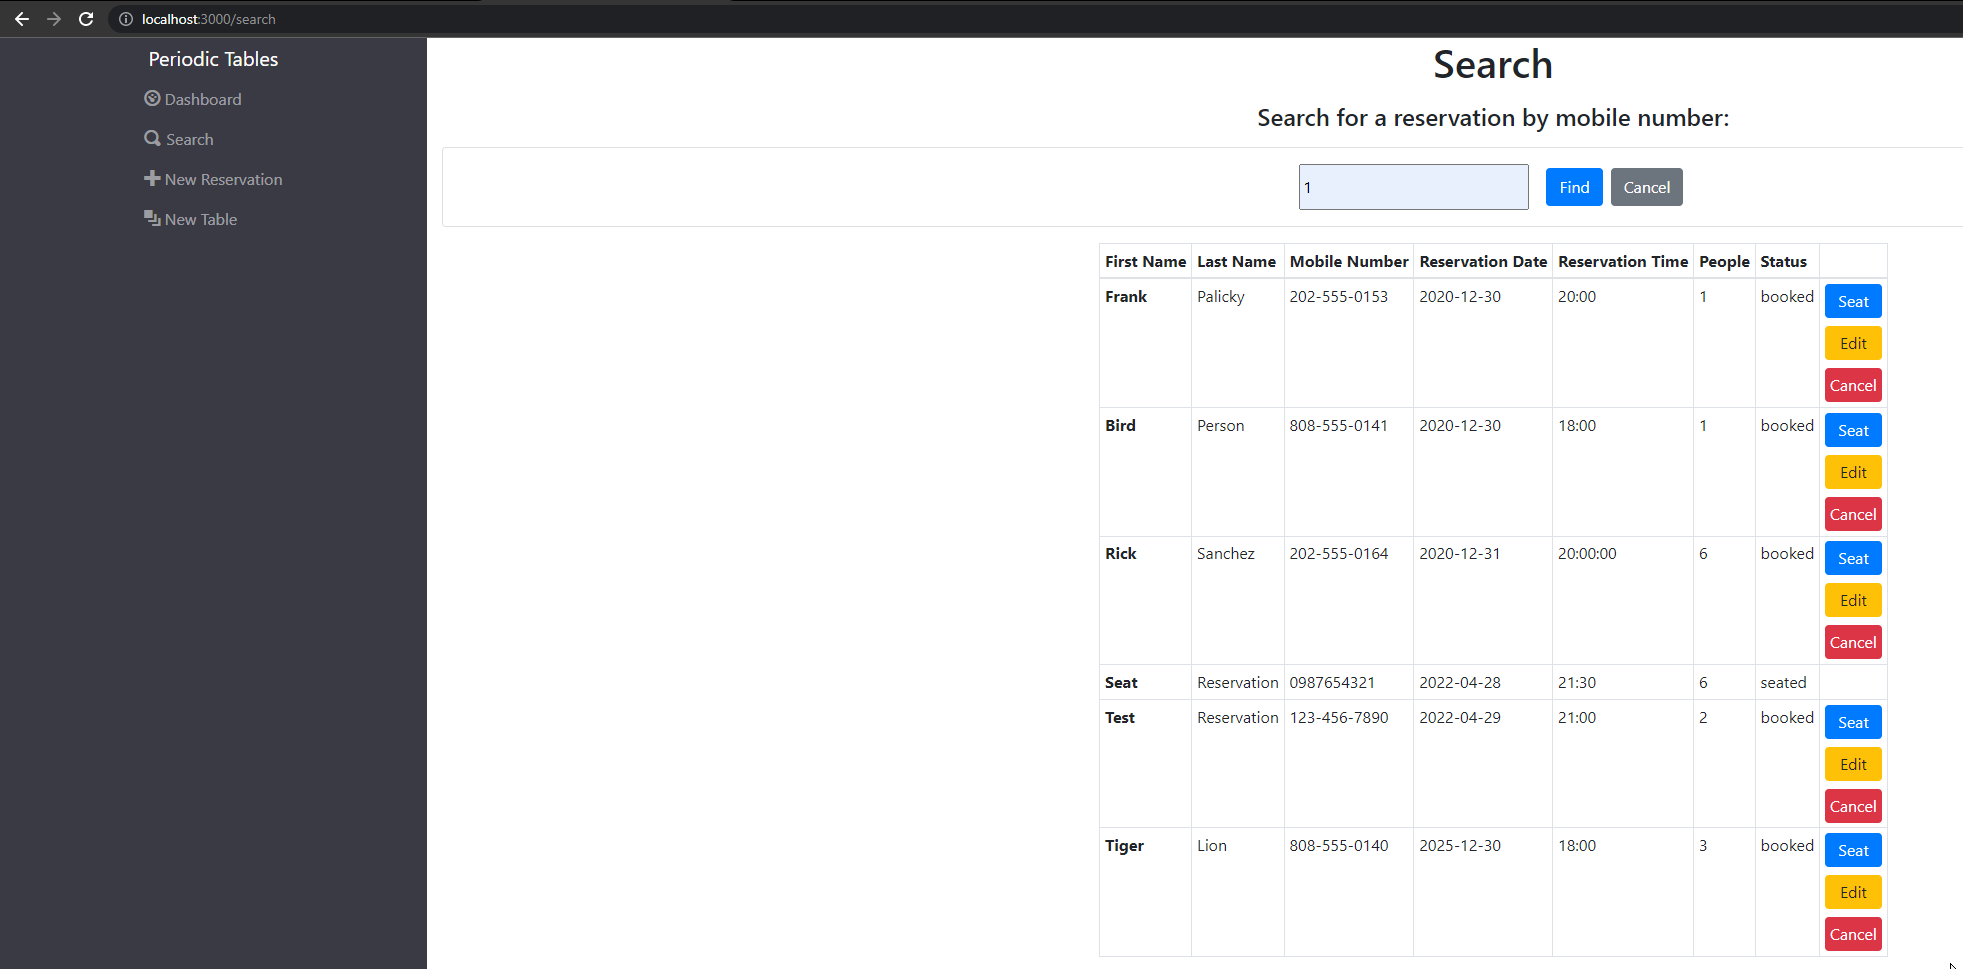 localhost:3000/search
Periodic Tables
Dashboard
Search
New Reservation
New Table
Search
Search for a reservation by mobile number:
1 Find Cancel
First Name Last Name Mobile Number Reservation Date Reservation Time People Status
Frank Palicky 202-555-0153 2020-12-30 20:00 1 booked Seat
Edit
Cancel
Bird Person 808-555-0141 2020-12-30 18:00 1 booked Seat
Edit
Cancel
Rick Sanchez 202-555-0164 2020-12-31 20:00:00 6 booked Seat
Edit
Cancel
Seat Reservation 0987654321 2022-04-28 21:30 6 seated
Test Reservation 123-456-7890 2022-04-29 21:00 2 booked Seat
Edit
Cancel
Tiger Lion 808-555-0140 2025-12-30 18:00 3 booked Seat
Edit
Cancel